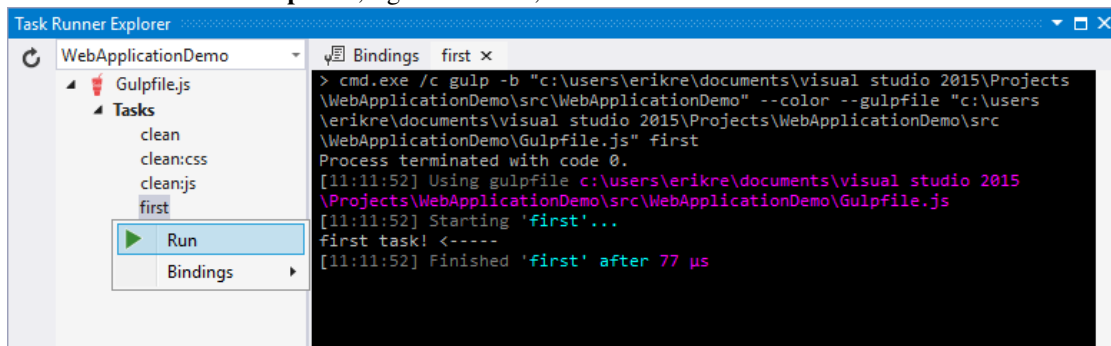 Task Runner Explorer
WebApplicationDemo
Bindings first ×
Gulpfile.js
Tasks
clean
clean:css
clean:js
first
Run
Bindings
> cmd.exe /c gulp -b "c:\users\erikre\documents\visual studio 2015\Projects
\WebApplicationDemo\src\WebApplicationDemo" --color --gulpfile "c:\users
\erikre\documents\visual studio 2015\Projects\WebApplicationDemo\src
\WebApplicationDemo\Gulpfile.js" first
Process terminated with code 0.
[11:11:52] Using gulpfile c:\users\erikre\documents\visual studio 2015
\Projects\WebApplicationDemo\src\WebApplicationDemo\Gulpfile.js
[11:11:52] Starting 'first'...
first task! <-----
[11:11:52] Finished 'first' after 77 μs